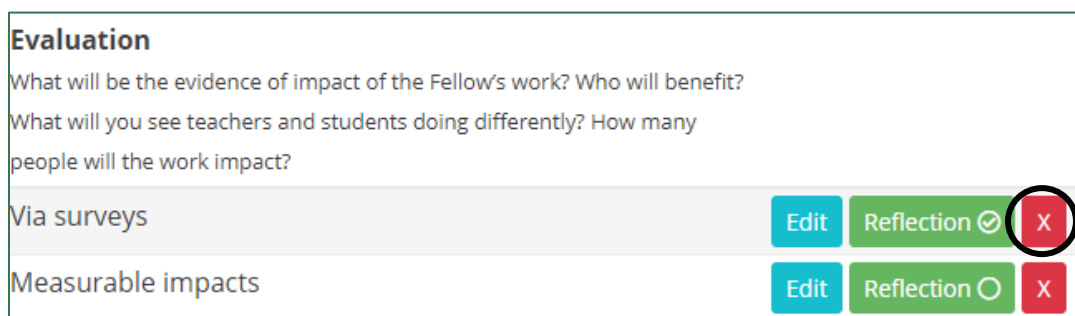 Evaluation
What will be the evidence of impact of the Fellow’s work? Who will benefit?
What will you see teachers and students doing differently? How many
people will the work impact?
Via surveys Edit Reflection X
Measurable impacts Edit Reflection X